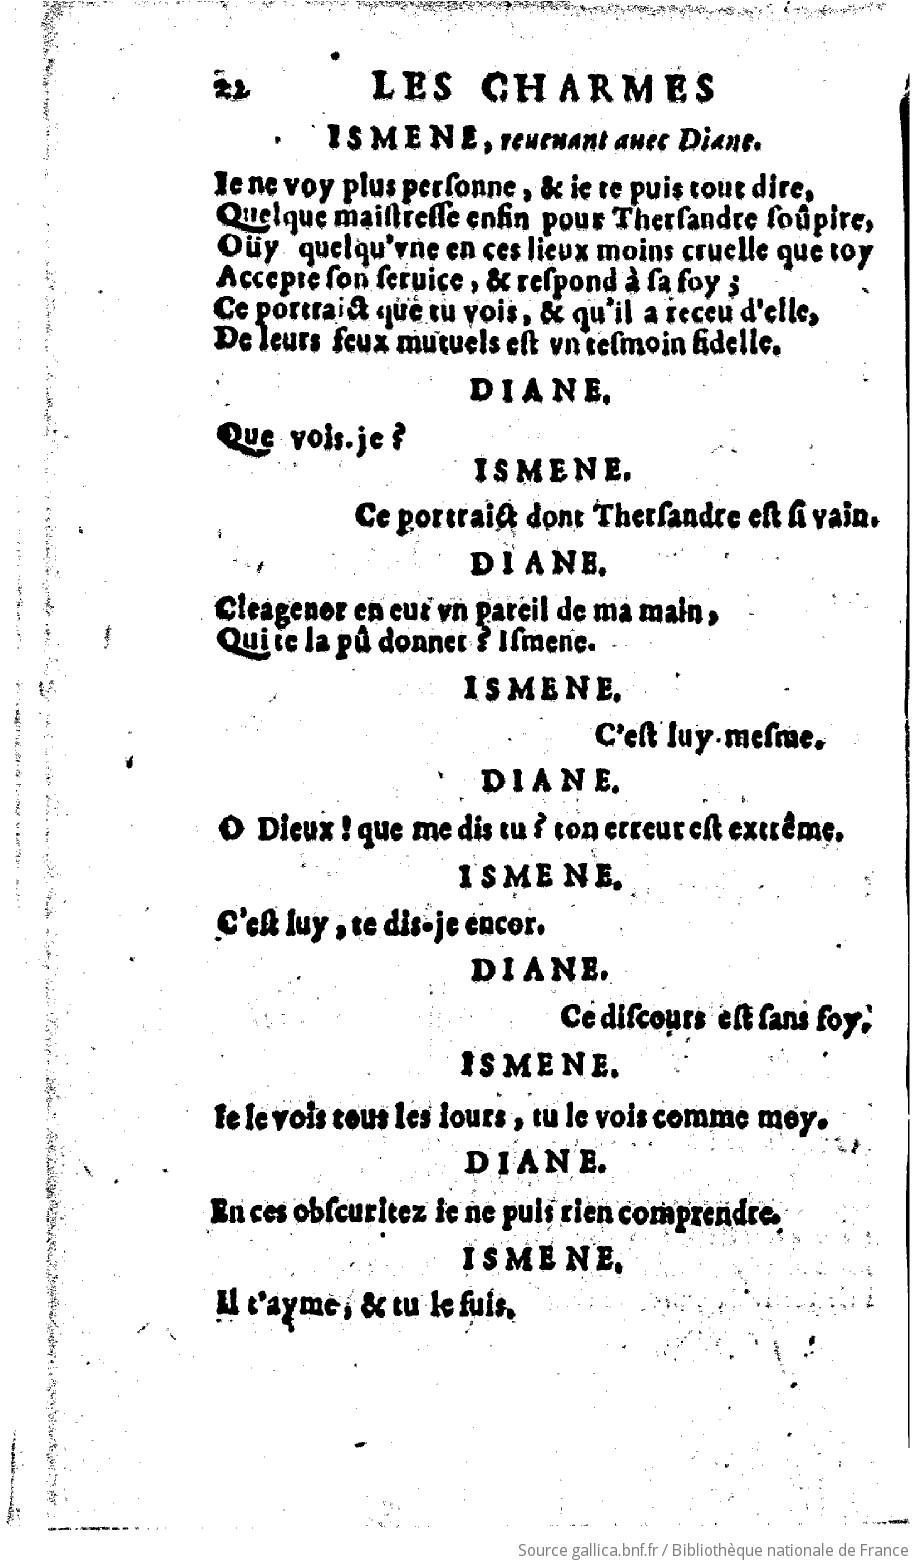 22 LES CHARMES
ISMENE, reuenant auec Diane.
Ie ne voy plus perſonne, & ie te puis tout dire,
Quelque maiſtreſſe enfin pour Therſandre ſoûpire,
Oüy quelqu'vne en ces lieux moins cruelle que toy
Accepte ſon ſeruice, & reſpond à ſa foy ;
Ce portraict que tu vois, & qu'il a receu d'elle,
De leurs feux mutuels eſt vn teſmoin fidelle.
DIANE.
Que vois-je ?
ISMENE.
Ce portraict dont Therſandre eſt ſi vain.
DIANE.
Cleagenor en eut vn pareil de ma main,
Qui te la pû donner ? Iſmene.
ISMENE.
C'eſt luy-meſme.
DIANE.
O Dieux ! que me dis tu ? ton erreur eſt extrême.
ISMENE.
C'eſt luy, te dis-je encor.
DIANE.
Ce diſcours eſt ſans foy.
ISMENE.
Ie le vois tous les iours, tu le vois comme moy.
DIANE.
En ces obſcuritez ie ne puis rien comprendre.
ISMENE.
Il t'ayme, & tu le fuis.
Source gallica.bnf.fr / Bibliothèque nationale de France